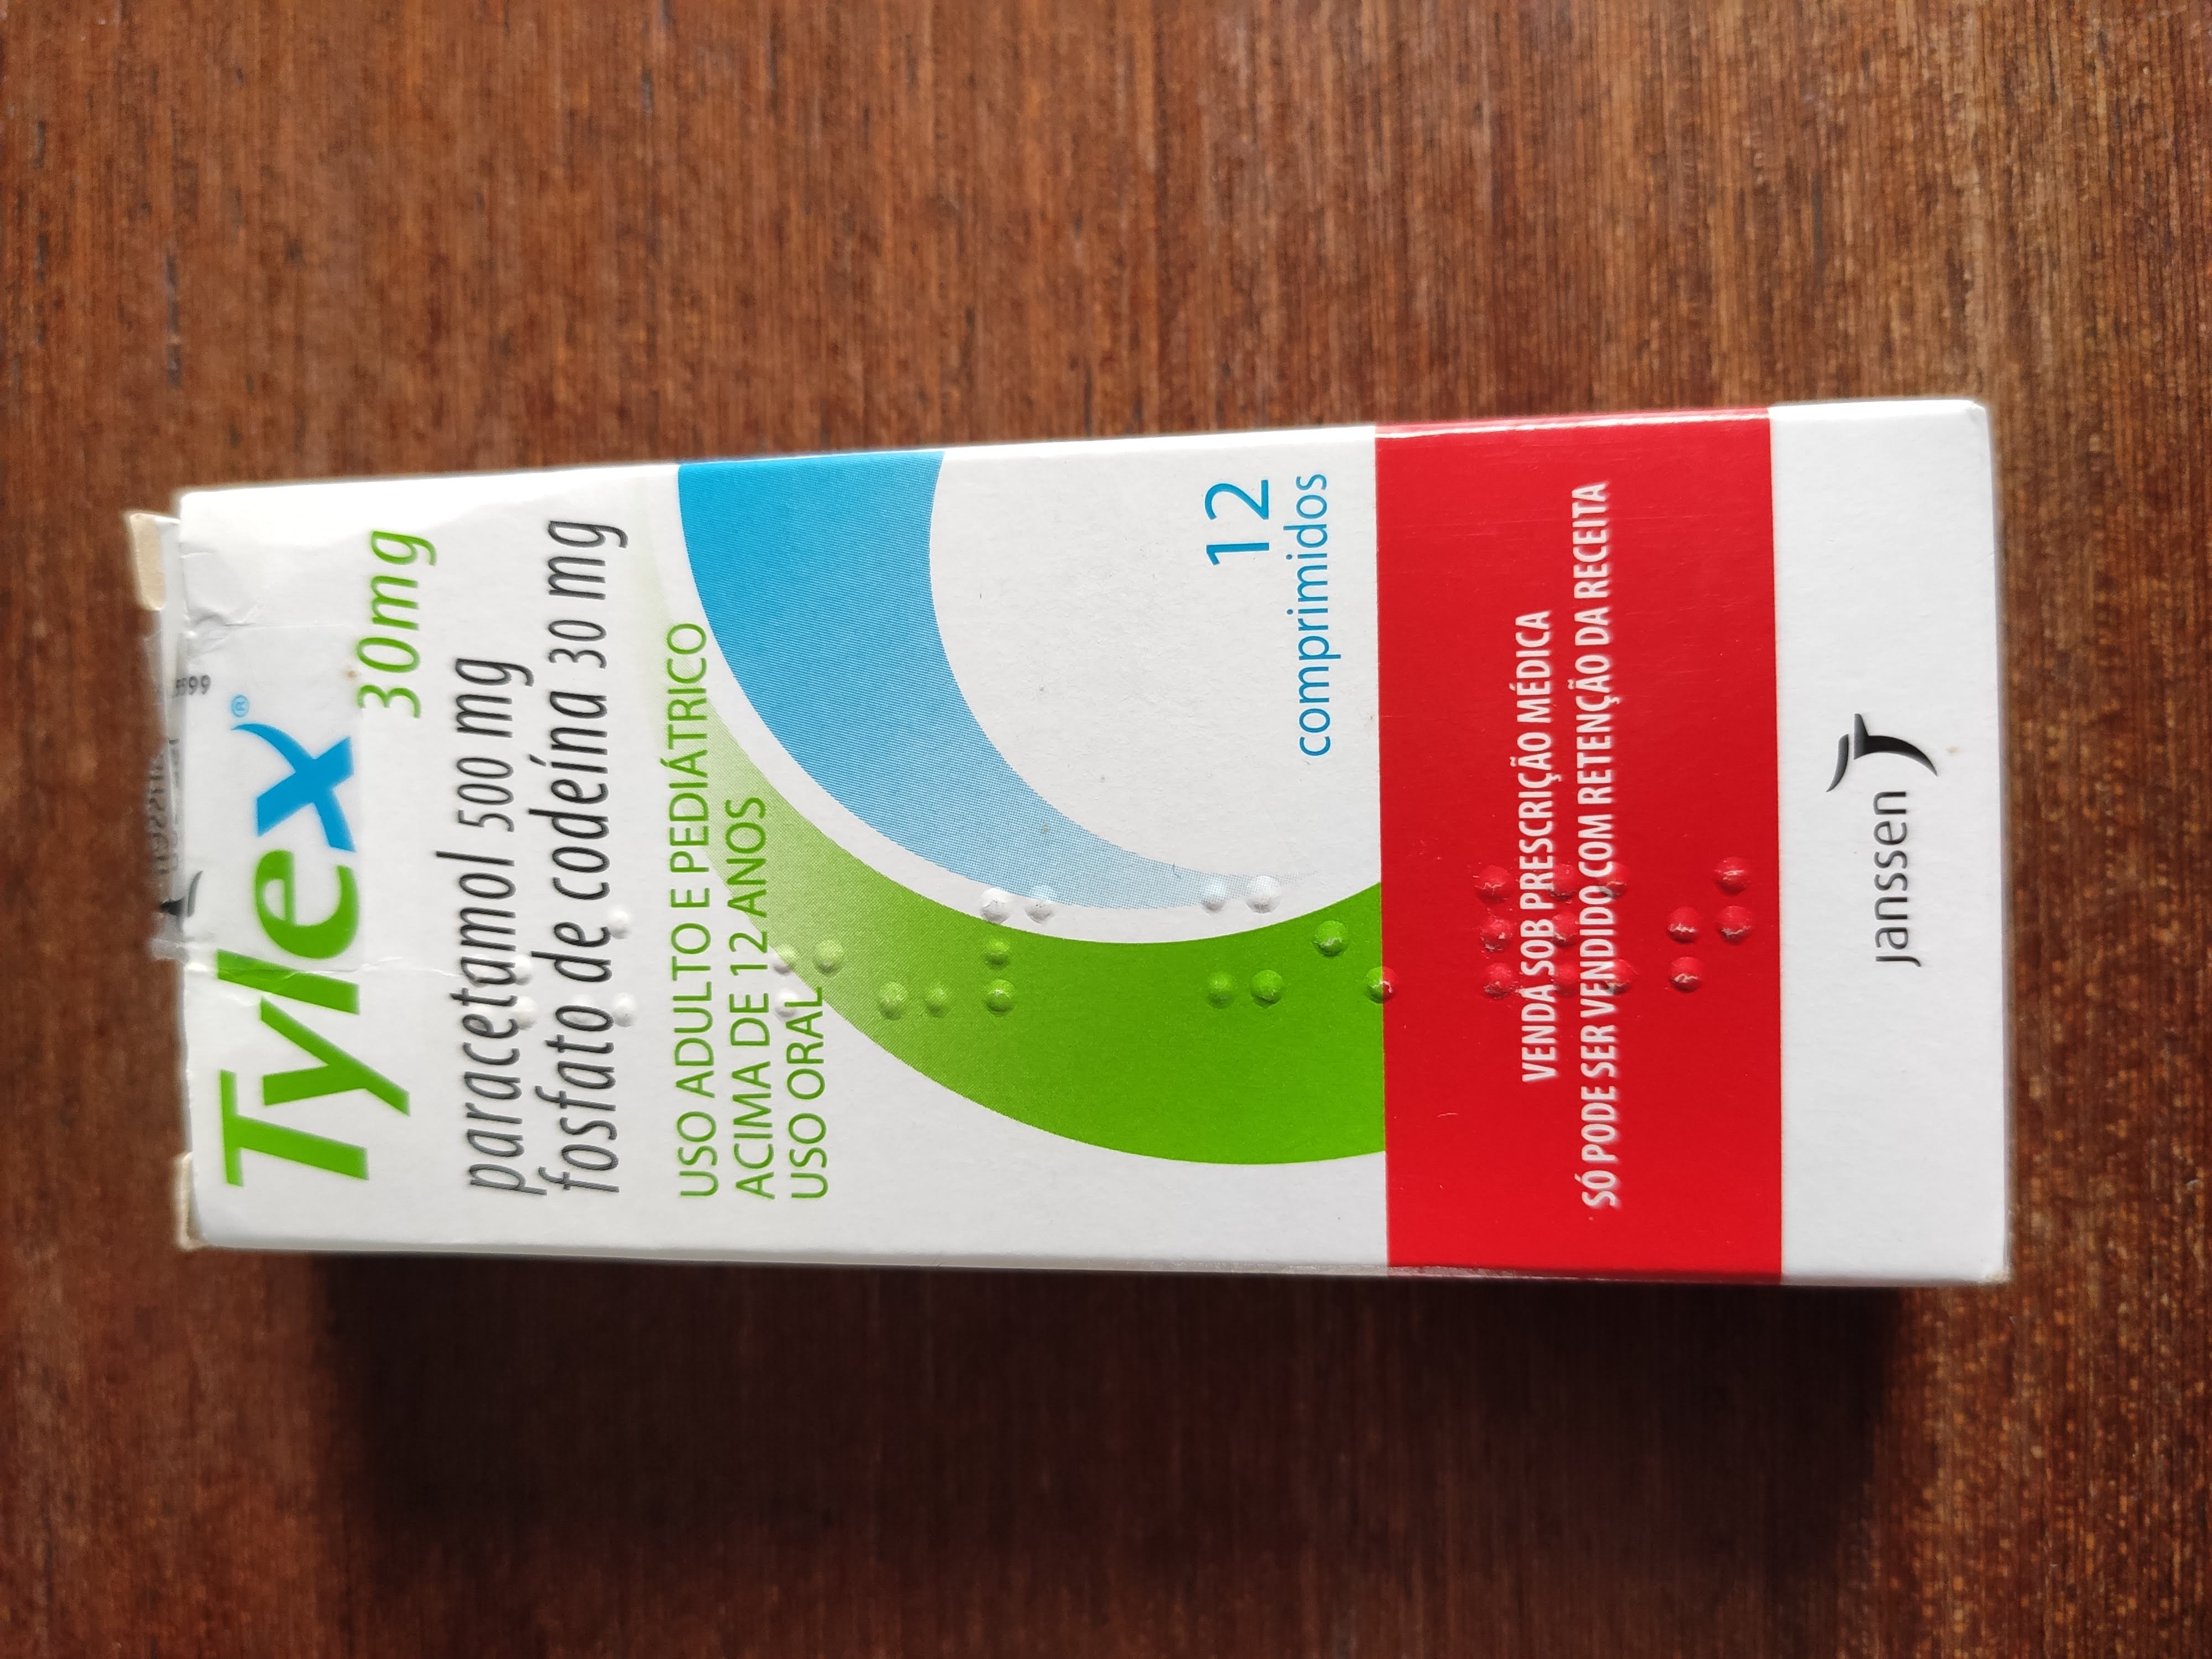 Tylex®
30mg
paracetamol 500 mg
fosfato de codeína 30 mg
USO ADULTO E PEDIÁTRICO
ACIMA DE 12 ANOS
USO ORAL
12
comprimidos
VENDA SOB PRESCRIÇÃO MÉDICA
SÓ PODE SER VENDIDO COM RETENÇÃO DA RECEITA
janssen